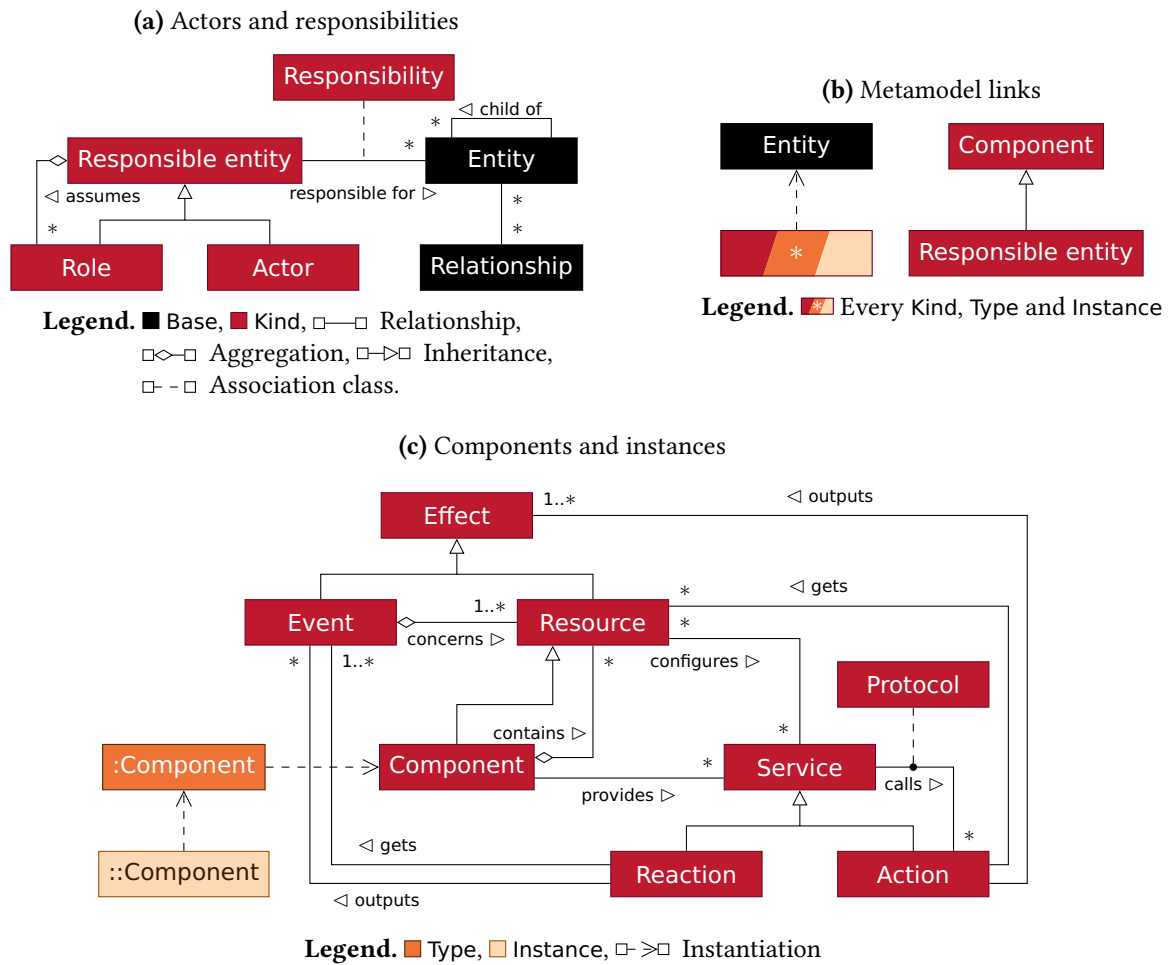 (a) Actors and responsibilities
Responsibility
(b) Metamodel links
◁ child of
*
*
Responsible entity
Entity
Entity
Component
◁ assumes
responsible for ▷
*
*
*
Role
Actor
Relationship
*
Responsible entity
Legend. Base, Kind, Relationship,
Aggregation, Inheritance,
Association class.
Legend. * Every Kind, Type and Instance
(c) Components and instances
Effect
1..*
◁ outputs
Event
1..*
concerns ▷
Resource
*
◁ gets
*
*
1..*
*
configures ▷
Protocol
contains ▷
*
:Component
Component
*
Service
provides ▷
calls ▷
*
::Component
◁ gets
Reaction
Action
◁ outputs
Legend. Type, Instance, Instantiation